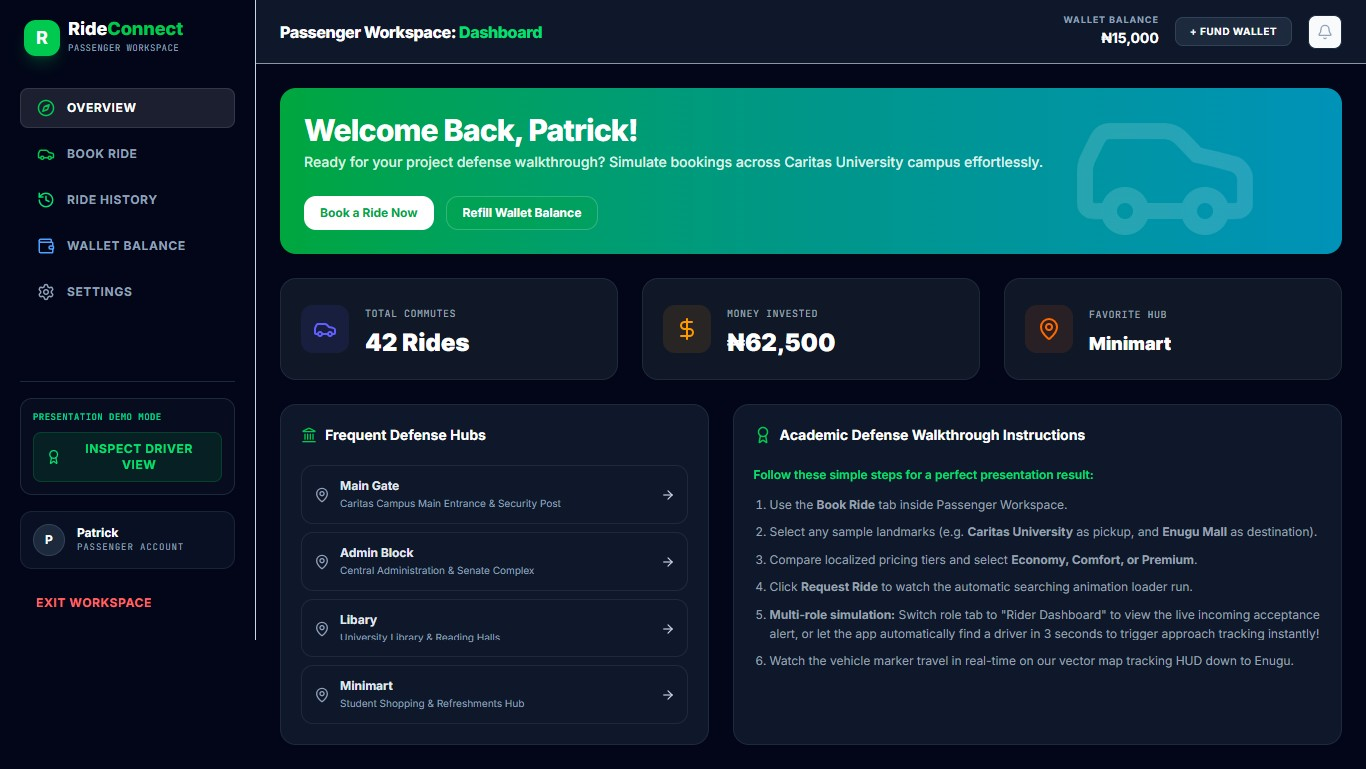 R
RideConnect
PASSENGER WORKSPACE
OVERVIEW
BOOK RIDE
RIDE HISTORY
WALLET BALANCE
SETTINGS
PRESENTATION DEMO MODE
INSPECT DRIVER
VIEW
P
Patrick
PASSENGER ACCOUNT
EXIT WORKSPACE
Passenger Workspace: Dashboard
WALLET BALANCE
₦15,000
+ FUND WALLET
Welcome Back, Patrick!
Ready for your project defense walkthrough? Simulate bookings across Caritas University campus effortlessly.
Book a Ride Now
Refill Wallet Balance
TOTAL COMMUTES
42 Rides
MONEY INVESTED
₦62,500
FAVORITE HUB
Minimart
Frequent Defense Hubs
Main Gate
Caritas Campus Main Entrance & Security Post
Admin Block
Central Administration & Senate Complex
Libary
University Library & Reading Halls
Minimart
Student Shopping & Refreshments Hub
Academic Defense Walkthrough Instructions
Follow these simple steps for a perfect presentation result:
1. Use the Book Ride tab inside Passenger Workspace.
2. Select any sample landmarks (e.g. Caritas University as pickup, and Enugu Mall as destination).
3. Compare localized pricing tiers and select Economy, Comfort, or Premium.
4. Click Request Ride to watch the automatic searching animation loader run.
5. Multi-role simulation: Switch role tab to "Rider Dashboard" to view the live incoming acceptance
alert, or let the app automatically find a driver in 3 seconds to trigger approach tracking instantly!
6. Watch the vehicle marker travel in real-time on our vector map tracking HUD down to Enugu.